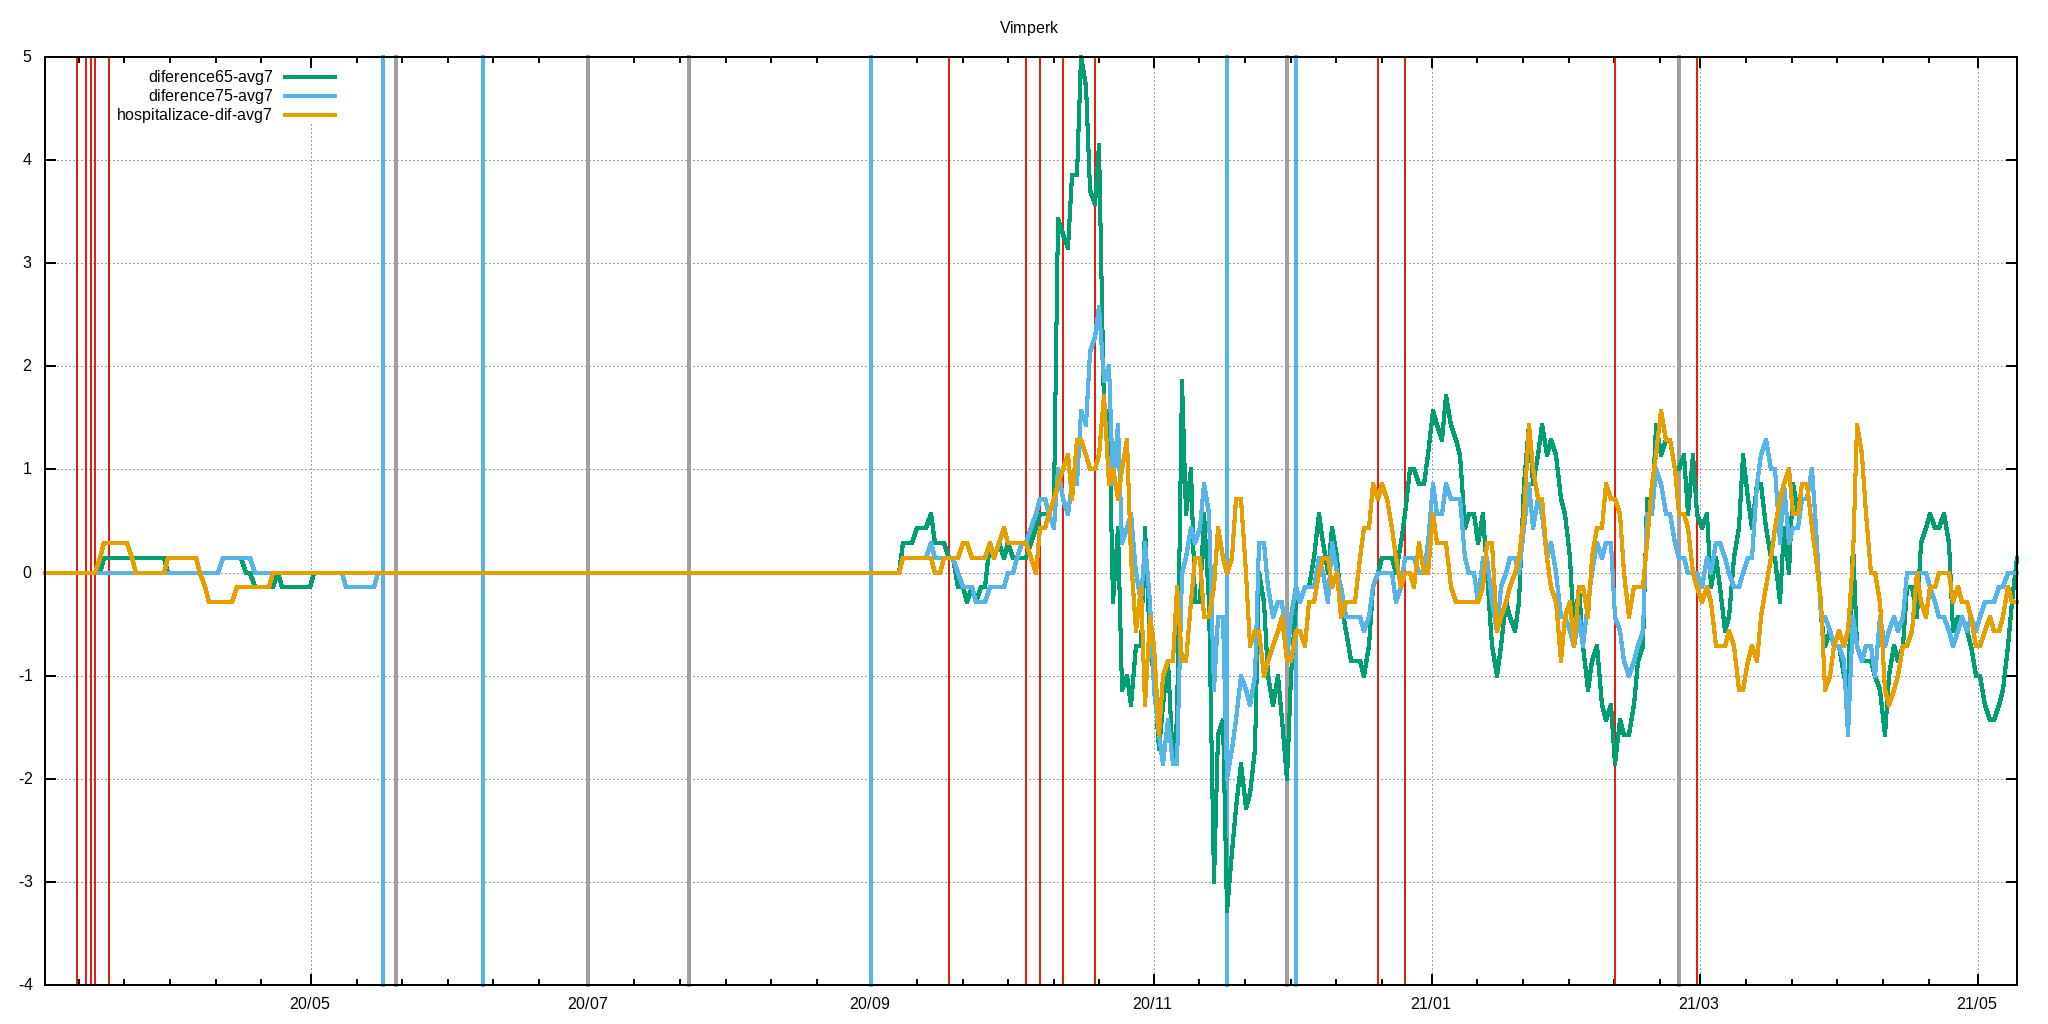 Vimperk
diference65-avg7
diference75-avg7
hospitalizace-dif-avg7
5
4
3
2
1
0
-1
-2
-3
-4
20/05 20/07 20/09 20/11 21/01 21/03 21/05